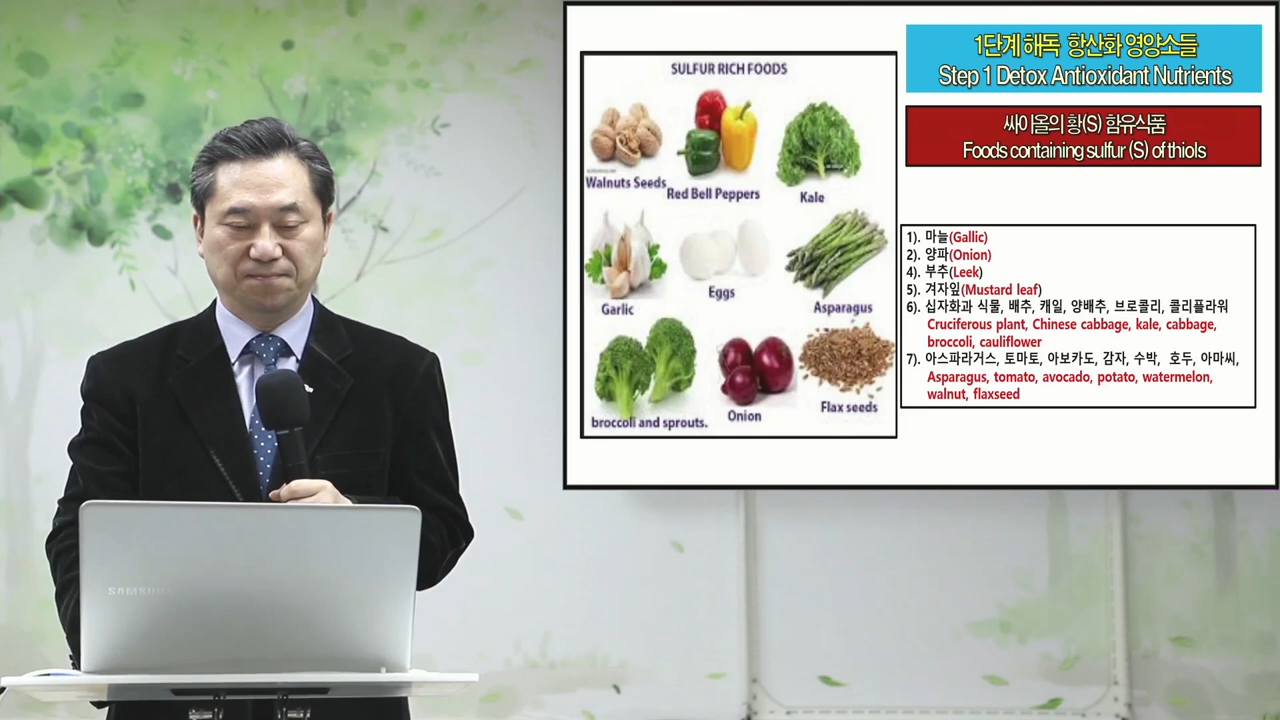 SULFUR RICH FOODS
Walnuts Seeds
Red Bell Peppers
Kale
Garlic
Eggs
Asparagus
broccoli and sprouts.
Onion
Flax seeds
1단계 해독 항산화 영양소들
Step 1 Detox Antioxidant Nutrients
싸이올의 황(S) 함유식품
Foods containing sulfur (S) of thiols
1). 마늘(Gallic)
2). 양파(Onion)
4). 부추(Leek)
5). 겨자잎(Mustard leaf)
6). 십자화과 식물, 배추, 캐일, 양배추, 브로콜리, 콜리플라워
Cruciferous plant, Chinese cabbage, kale, cabbage,
broccoli, cauliflower
7). 아스파라거스, 토마토, 아보카도, 감자, 수박, 호두, 아마씨,
Asparagus, tomato, avocado, potato, watermelon,
walnut, flaxseed
SAMSUNG